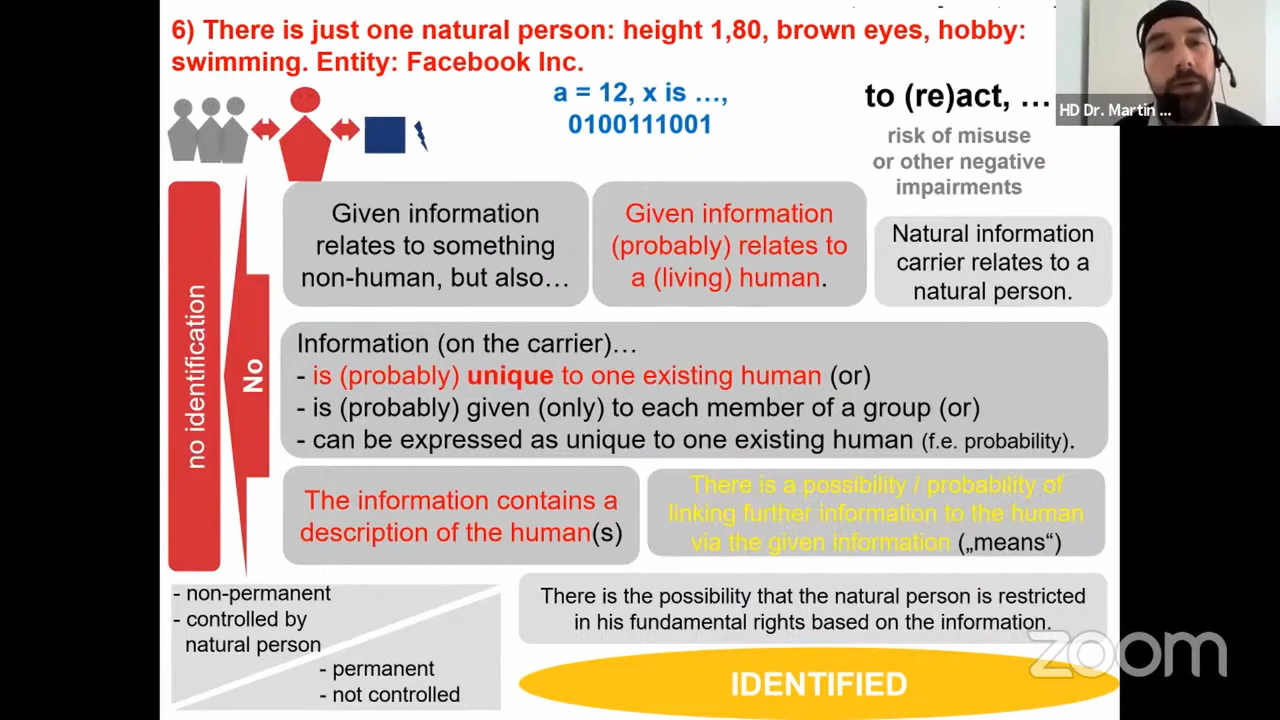 6) There is just one natural person: height 1,80, brown eyes, hobby:
swimming. Entity: Facebook Inc.
a = 12, x is …,
0100111001
to (re)act, …
risk of misuse
or other negative
impairments
HD Dr. Martin ...
no identification
No
Given information
relates to something
non-human, but also…
Given information
(probably) relates to
a (living) human.
Natural information
carrier relates to a
natural person.
Information (on the carrier)…
- is (probably) unique to one existing human (or)
- is (probably) given (only) to each member of a group (or)
- can be expressed as unique to one existing human (f.e. probability).
The information contains a
description of the human(s)
There is a possibility / probability of
linking further information to the human
via the given information („means“)
- non-permanent
- controlled by
natural person
- permanent
- not controlled
There is the possibility that the natural person is restricted
in his fundamental rights based on the information.
IDENTIFIED
zoom